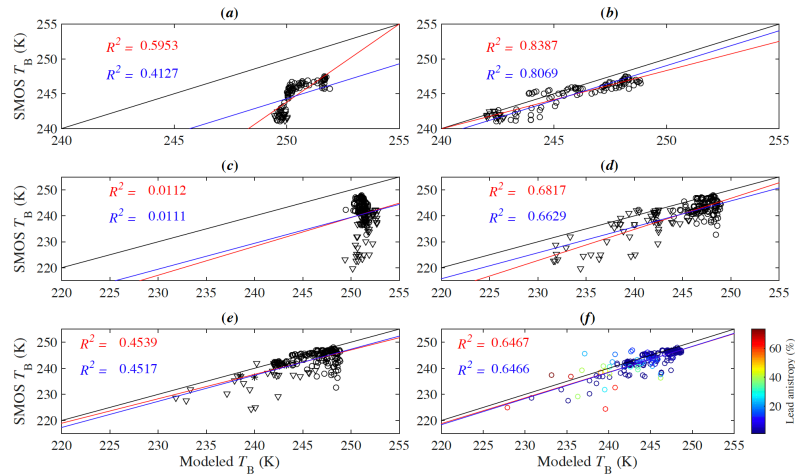 (a)
(b)
255
250
245
240
SMOS T_B (K)
R² = 0.5953
R² = 0.4127
240 245 250 255
255
250
245
240
R² = 0.8387
R² = 0.8069
240 245 250 255
(c)
(d)
250
240
230
220
SMOS T_B (K)
R² = 0.0112
R² = 0.0111
220 225 230 235 240 245 250 255
250
240
230
220
R² = 0.6817
R² = 0.6629
220 225 230 235 240 245 250 255
(e)
(f)
250
240
230
220
SMOS T_B (K)
R² = 0.4539
R² = 0.4517
220 225 230 235 240 245 250 255
Modeled T_B (K)
250
240
230
220
R² = 0.6467
R² = 0.6466
220 225 230 235 240 245 250 255
Modeled T_B (K)
60
40
20
Lead anistropy (%)